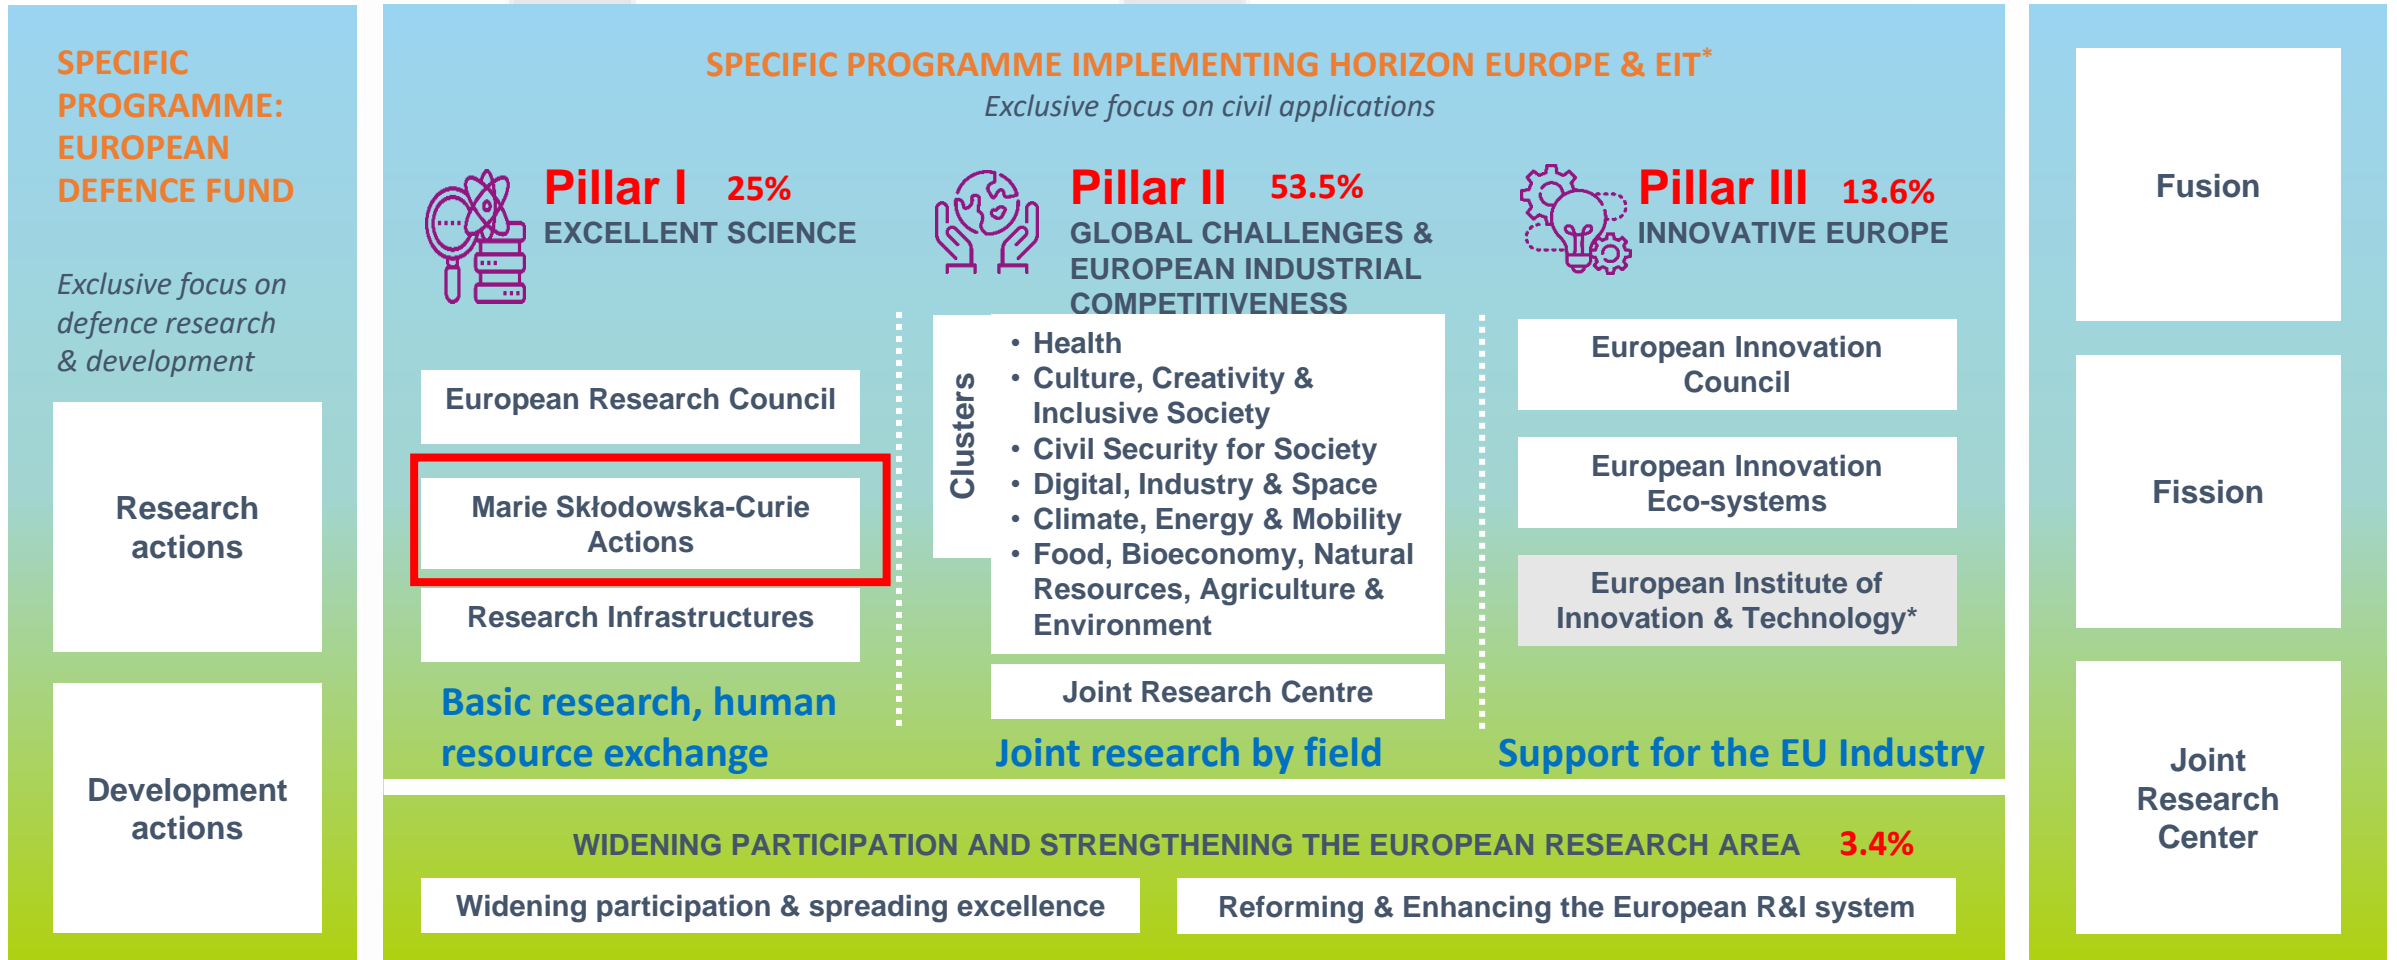 SPECIFIC
PROGRAMME:
EUROPEAN
DEFENCE FUND
Exclusive focus on
defence research
& development
Research
actions
Development
actions
SPECIFIC PROGRAMME IMPLEMENTING HORIZON EUROPE & EIT*
Exclusive focus on civil applications
Pillar I 25%
EXCELLENT SCIENCE
European Research Council
Marie Skłodowska-Curie
Actions
Research Infrastructures
Basic research, human
resource exchange
Pillar II 53.5%
GLOBAL CHALLENGES &
EUROPEAN INDUSTRIAL
COMPETITIVENESS
Clusters
• Health
• Culture, Creativity &
Inclusive Society
• Civil Security for Society
• Digital, Industry & Space
• Climate, Energy & Mobility
• Food, Bioeconomy, Natural
Resources, Agriculture &
Environment
Joint Research Centre
Joint research by field
Pillar III 13.6%
INNOVATIVE EUROPE
European Innovation
Council
European Innovation
Eco-systems
European Institute of
Innovation & Technology*
Support for the EU Industry
WIDENING PARTICIPATION AND STRENGTHENING THE EUROPEAN RESEARCH AREA 3.4%
Widening participation & spreading excellence
Reforming & Enhancing the European R&I system
Fusion
Fission
Joint
Research
Center